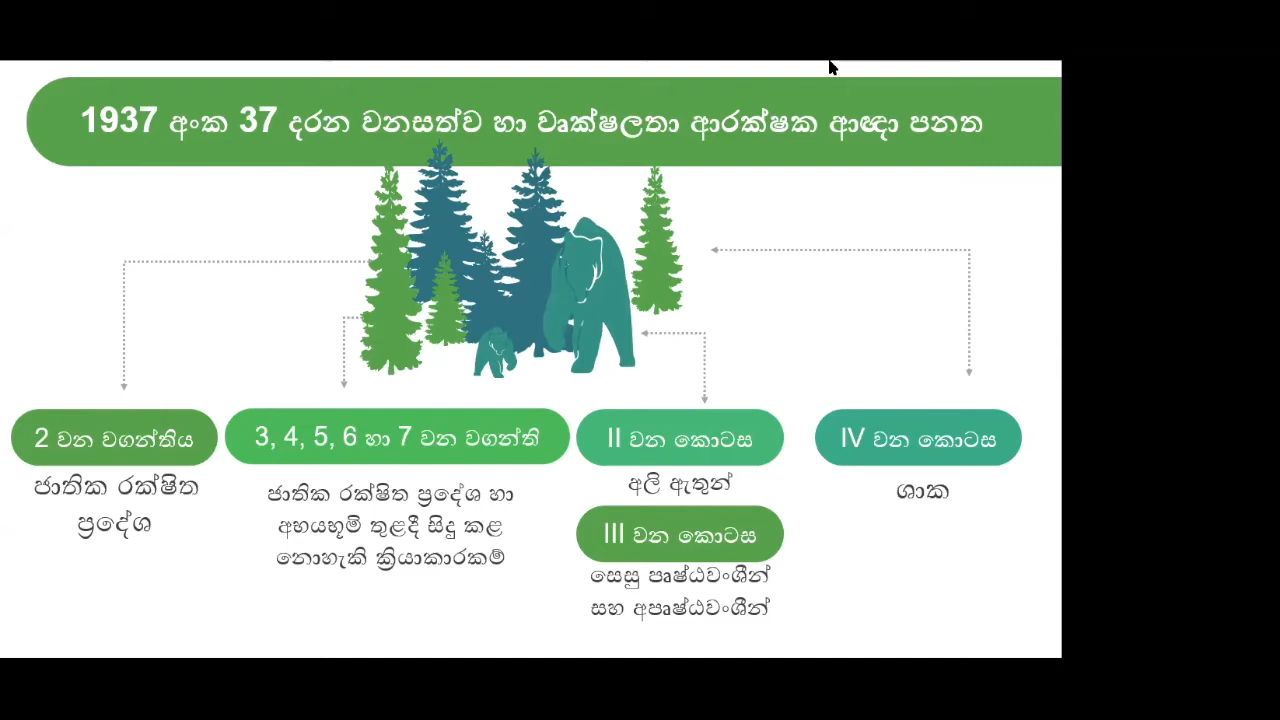 1937 අංක 37 දරන වනසත්ව හා වෘක්ෂලතා ආරක්ෂක ආඥා පනත
2 වන වගන්තිය
ජාතික රක්ෂිත
ප්‍රදේශ
3, 4, 5, 6 හා 7 වන වගන්ති
ජාතික රක්ෂිත ප්‍රදේශ හා
අභයභූමි තුළදී සිදු කළ
නොහැකි ක්‍රියාකාරකම්
II වන කොටස
අලි ඇතුන්
III වන කොටස
සෙසු පෘෂ්ඨවංශීන්
සහ අපෘෂ්ඨවංශීන්
IV වන කොටස
ශාක